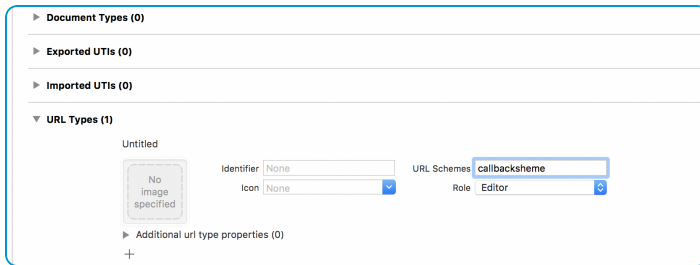 Document Types (0)
Exported UTIs (0)
Imported UTIs (0)
URL Types (1)
Untitled
No
image
specified
Identifier None URL Schemes callbacksheme
Icon None Role Editor
Additional url type properties (0)
+